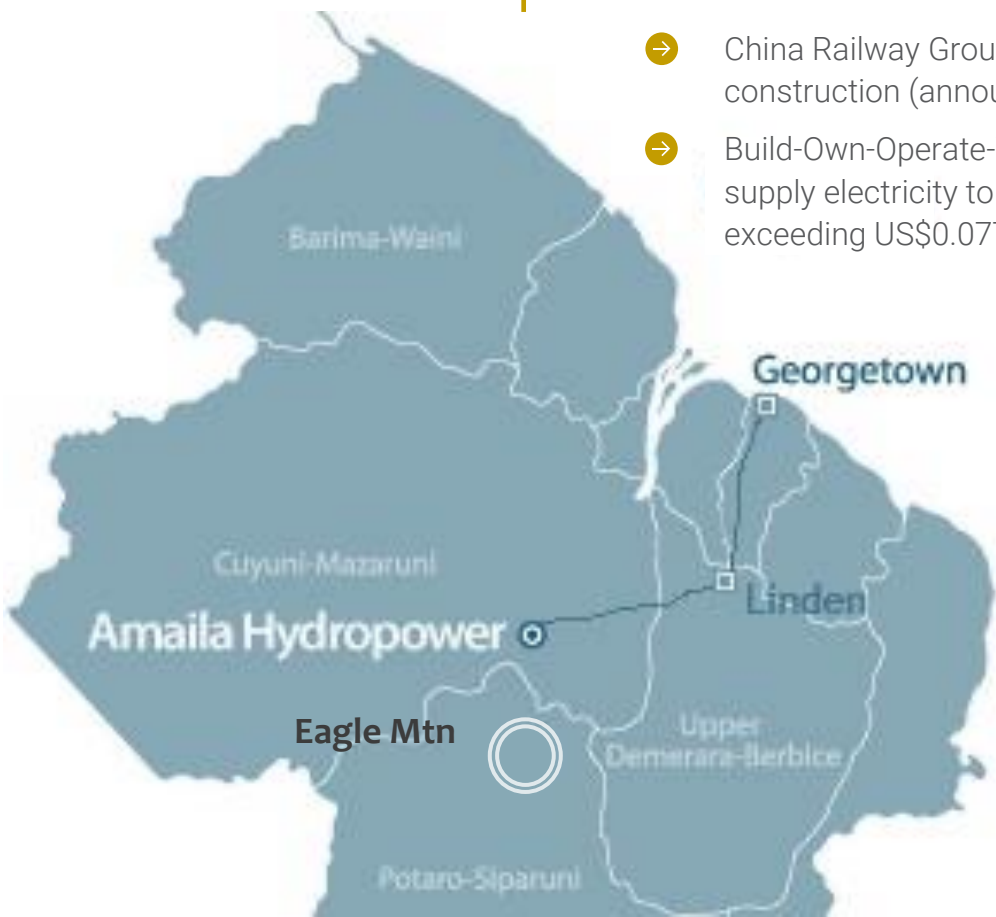 China Railway Grou
construction (annou
Build-Own-Operate-
supply electricity to
exceeding US$0.077
Barima-Waini
Georgetown
Cuyuni-Mazaruni
Linden
Amaila Hydropower
Eagle Mtn
Upper
Demerara-Berbice
Potaro-Siparuni